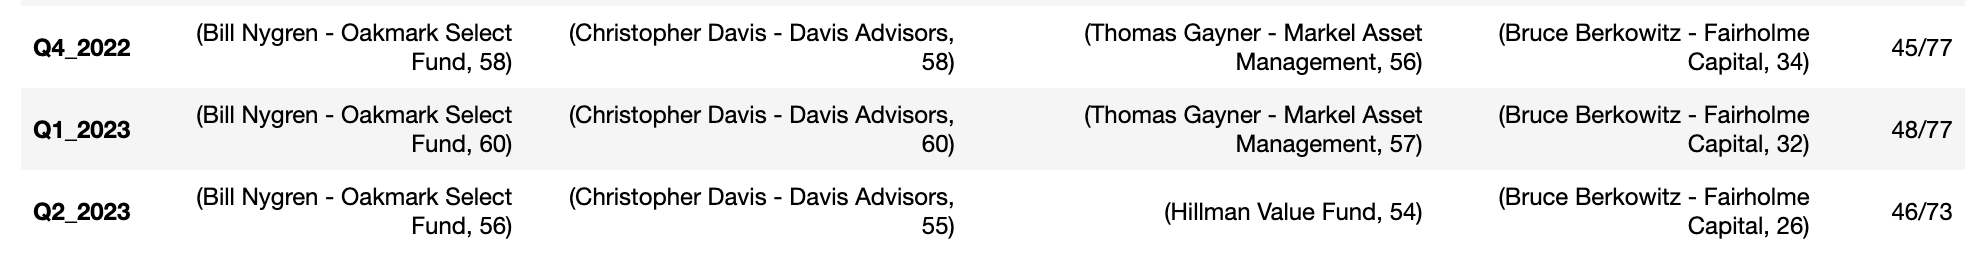 Q4_2022 (Bill Nygren - Oakmark Select Fund, 58) (Christopher Davis - Davis Advisors, 58) (Thomas Gayner - Markel Asset Management, 56) (Bruce Berkowitz - Fairholme Capital, 34) 45/77
Q1_2023 (Bill Nygren - Oakmark Select Fund, 60) (Christopher Davis - Davis Advisors, 60) (Thomas Gayner - Markel Asset Management, 57) (Bruce Berkowitz - Fairholme Capital, 32) 48/77
Q2_2023 (Bill Nygren - Oakmark Select Fund, 56) (Christopher Davis - Davis Advisors, 55) (Hillman Value Fund, 54) (Bruce Berkowitz - Fairholme Capital, 26) 46/73